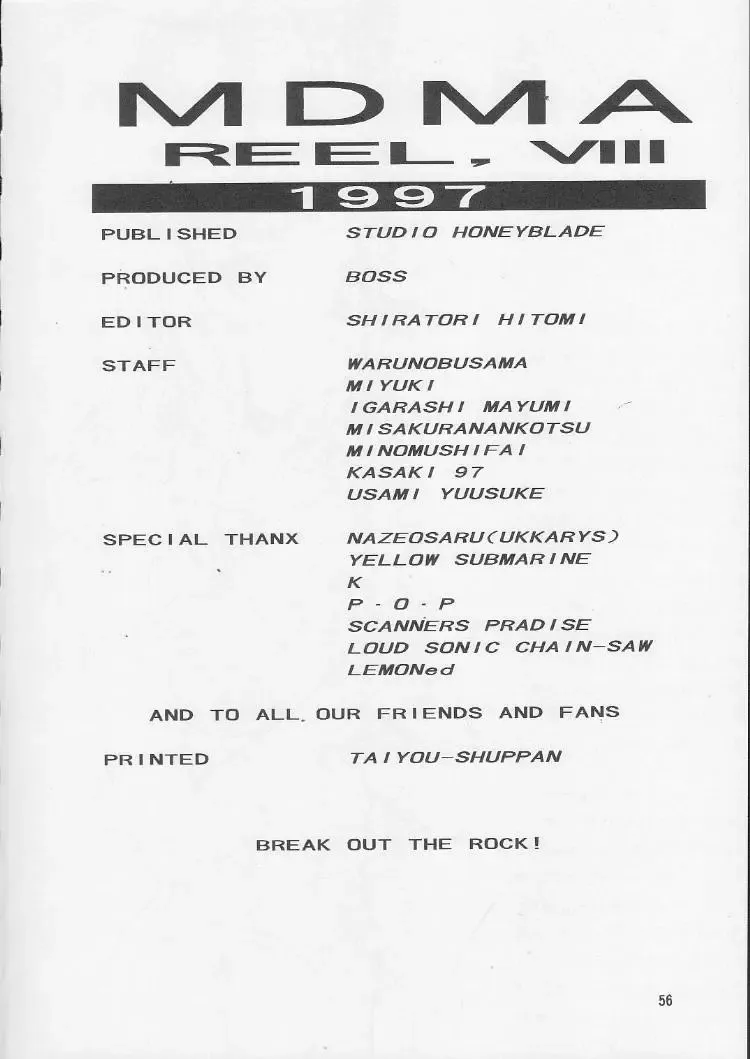 MDMA
REEL, VIII
1997
PUBLISHED STUDIO HONEYBLADE
PRODUCED BY BOSS
EDITOR SHIRATORI HITOMI
STAFF WARUNOBUSAMA
MIYUKI
IGARASHI MAYUMI
MISAKURANANKOTSU
MINOMUSHIFAI
KASAKI 97
USAMI YUUSUKE
SPECIAL THANX NAZEOSARU(UKKARYS)
YELLOW SUBMARINE
K
P-O-P
SCANNERS PRADISE
LOUD SONIC CHAIN-SAW
LEMONed
AND TO ALL. OUR FRIENDS AND FANS
PRINTED TAIYOU-SHUPPAN
BREAK OUT THE ROCK!
56